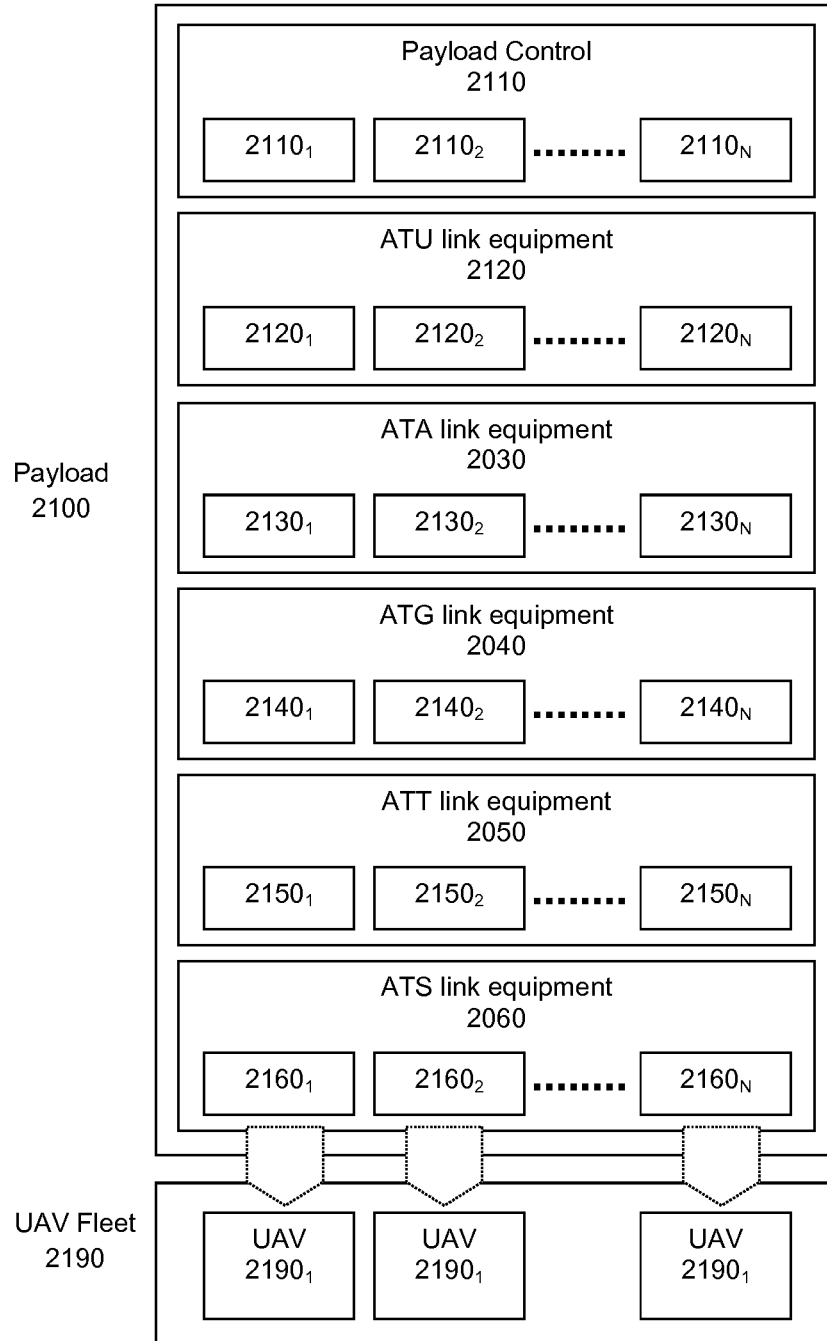 Payload Control
2110
2110₁ 2110₂ ........ 2110N
ATU link equipment
2120
2120₁ 2120₂ ........ 2120N
ATA link equipment
2030
2130₁ 2130₂ ........ 2130N
Payload
2100
ATG link equipment
2040
2140₁ 2140₂ ........ 2140N
ATT link equipment
2050
2150₁ 2150₂ ........ 2150N
ATS link equipment
2060
2160₁ 2160₂ ........ 2160N
UAV Fleet
2190
UAV UAV UAV
2190₁ 2190₁ 2190₁